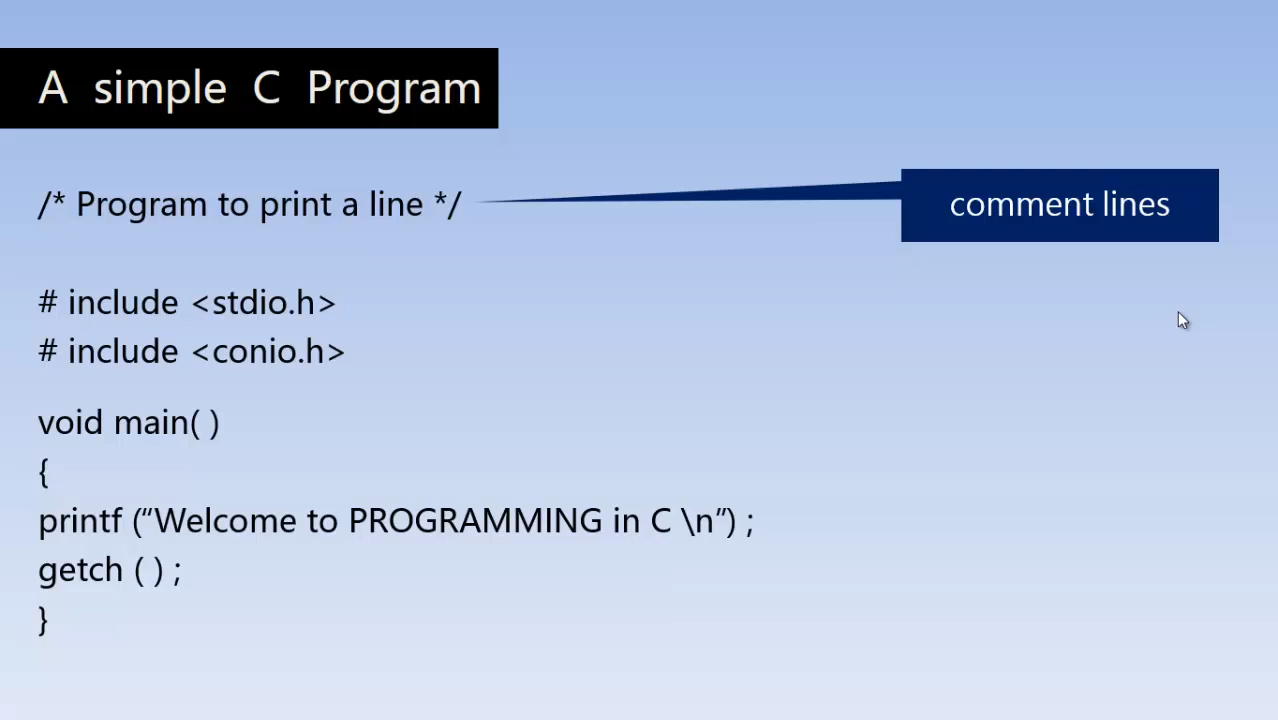 A simple C Program
/* Program to print a line */
comment lines
# include <stdio.h>
# include <conio.h>
void main( )
{
printf (“Welcome to PROGRAMMING in C \n”) ;
getch ( ) ;
}